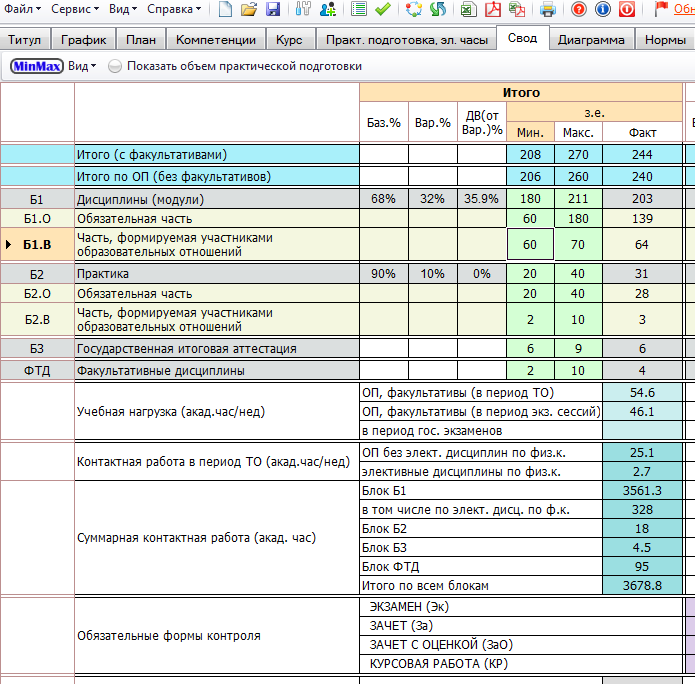 Файл Сервис Вид Справка Обн
Титул График План Компетенции Курс Практ. подготовка, эл. часы Свод Диаграмма Нормы
MinMax Вид Показать объем практической подготовки
Итого
Баз.% Вар.% ДВ(от Вар.)% з.е.
Мин. Макс. Факт
Итого (с факультативами) 208 270 244
Итого по ОП (без факультативов) 206 260 240
Б1 Дисциплины (модули) 68% 32% 35.9% 180 211 203
Б1.О Обязательная часть 60 180 139
Б1.В Часть, формируемая участниками образовательных отношений 60 70 64
Б2 Практика 90% 10% 0% 20 40 31
Б2.О Обязательная часть 20 40 28
Б2.В Часть, формируемая участниками образовательных отношений 2 10 3
Б3 Государственная итоговая аттестация 6 9 6
ФТД Факультативные дисциплины 2 10 4
Учебная нагрузка (акад.час/нед)
ОП, факультативы (в период ТО) 54.6
ОП, факультативы (в период экз. сессий) 46.1
в период гос. экзаменов
Контактная работа в период ТО (акад.час/нед)
ОП без элект. дисциплин по физ.к. 25.1
элективные дисциплины по физ.к. 2.7
Суммарная контактная работа (акад. час)
Блок Б1 3561.3
в том числе по элект. дисц. по ф.к. 328
Блок Б2 18
Блок Б3 4.5
Блок ФТД 95
Итого по всем блокам 3678.8
Обязательные формы контроля
ЭКЗАМЕН (Эк)
ЗАЧЕТ (За)
ЗАЧЕТ С ОЦЕНКОЙ (ЗаО)
КУРСОВАЯ РАБОТА (КР)